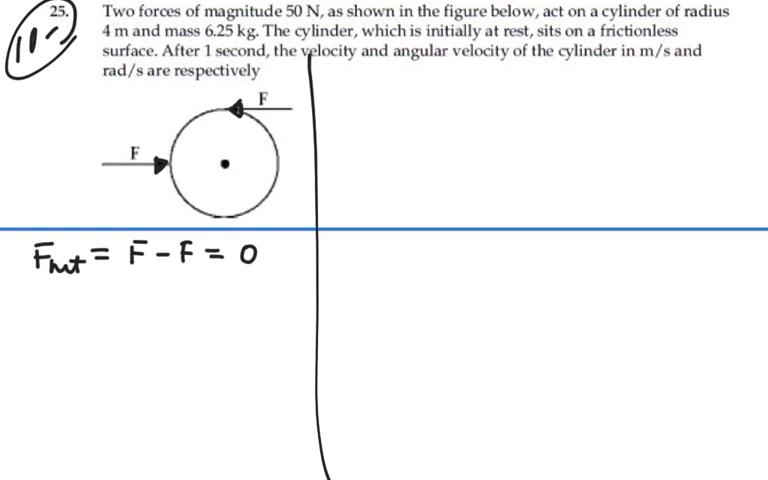 25. Two forces of magnitude 50 N, as shown in the figure below, act on a cylinder of radius
4 m and mass 6.25 kg. The cylinder, which is initially at rest, sits on a frictionless
surface. After 1 second, the velocity and angular velocity of the cylinder in m/s and
rad/s are respectively
F
F
Fnet = F - F = 0